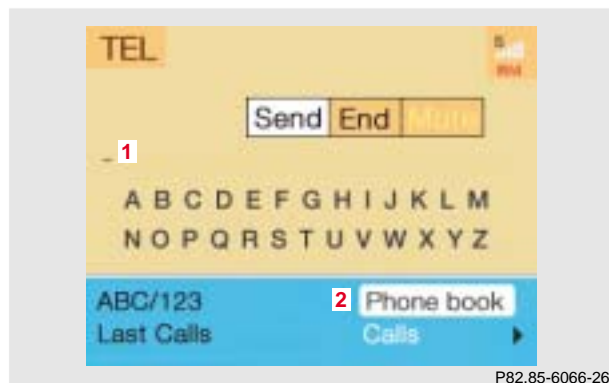 TEL
Send End Mute
_ 1
A B C D E F G H I J K L M
N O P Q R S T U V W X Y Z
ABC/123 2 Phone book
Last Calls Calls
P82.85-6066-26